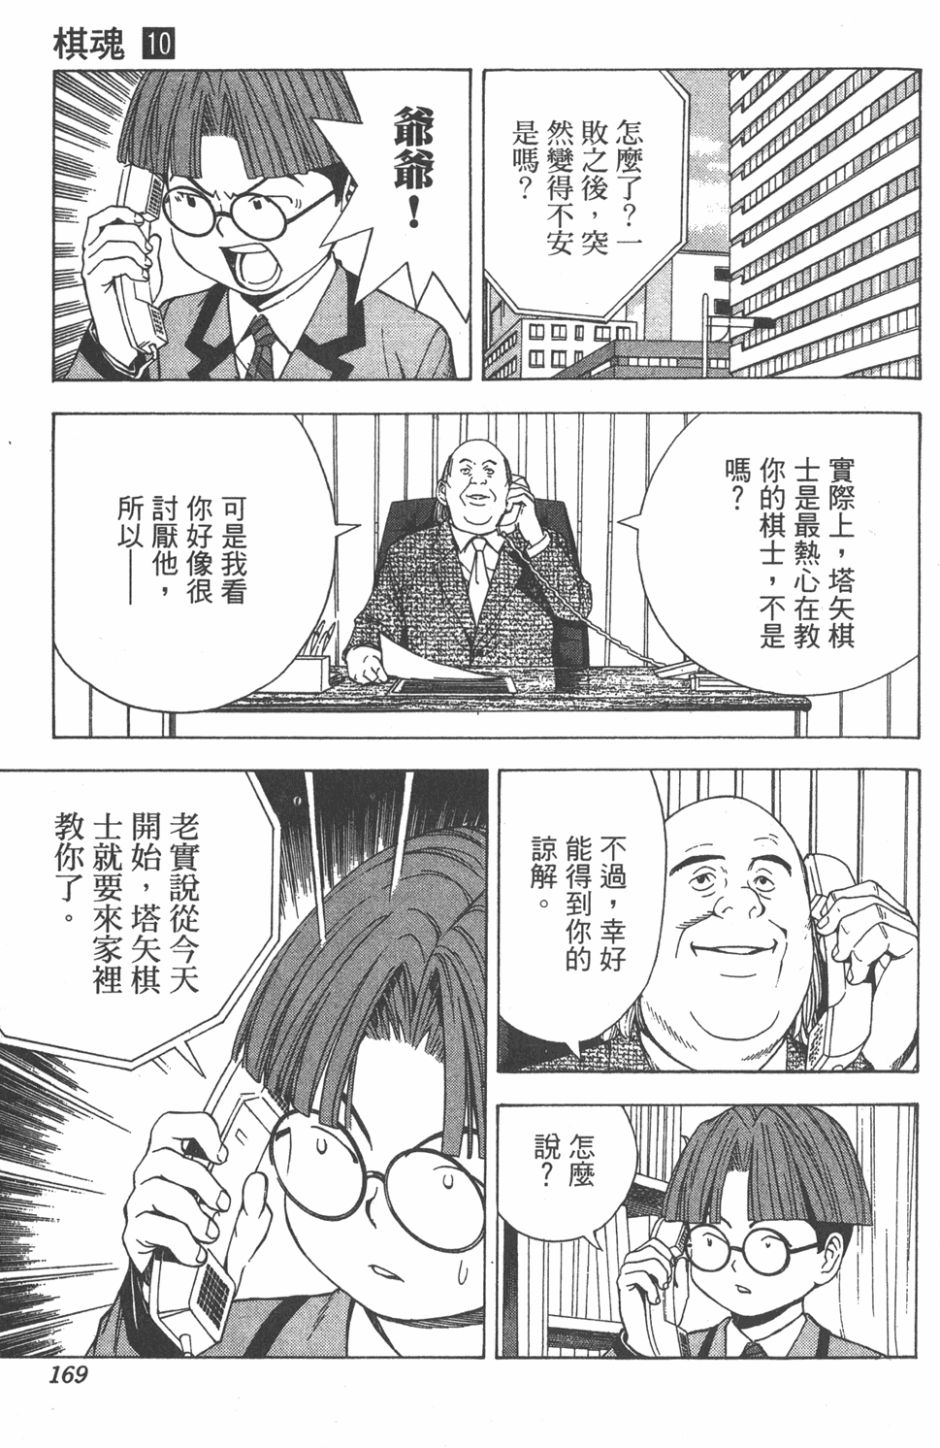 棋魂 10
怎麼了？一
敗之後，突
然變得不安
是嗎？
爺爺！
實際上，塔矢棋
士是最熱心在教
你的棋士，不是
嗎？
可是我看
你好像很
討厭他，
所以——
不過，幸好
能得到你的
諒解。
怎麼
說？
老實說從今天
開始，塔矢棋
士就要來家裡
教你了。
169